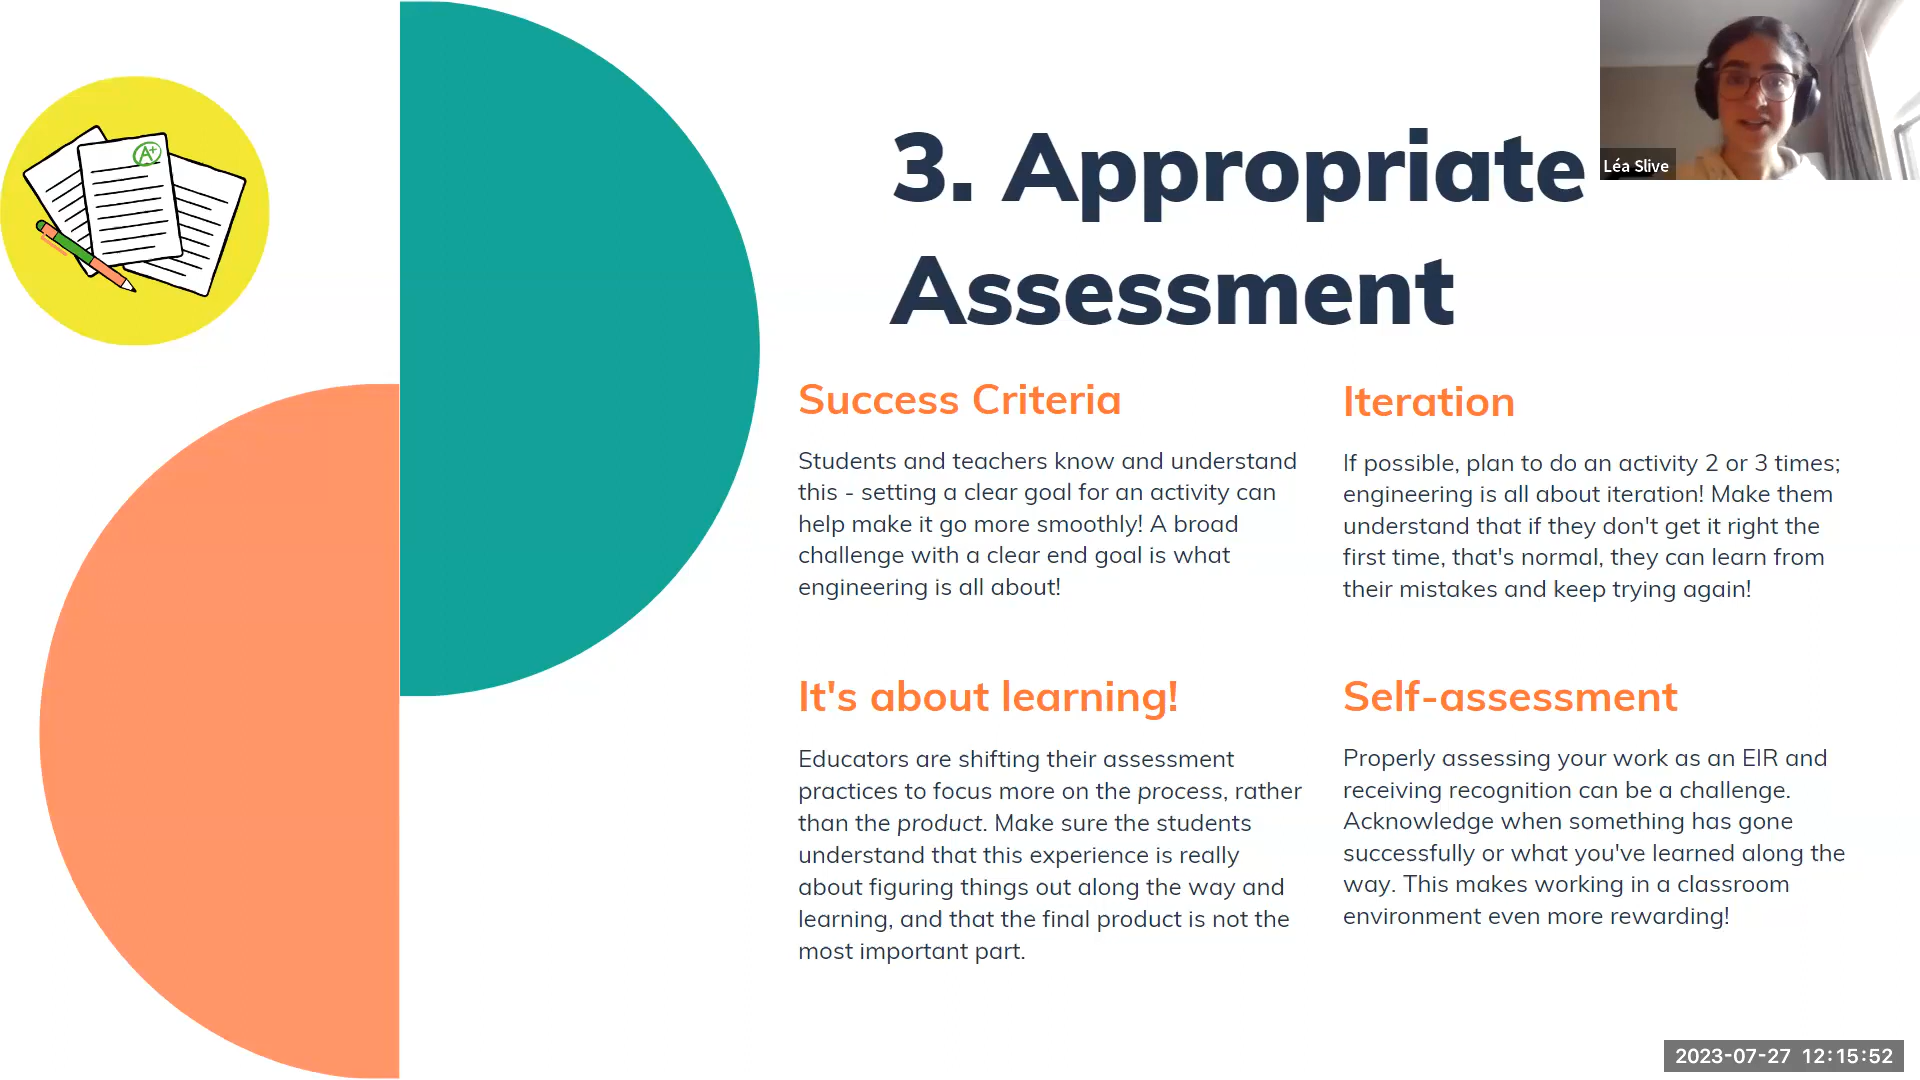 A+
3. Appropriate
Assessment
Léa Slive
Success Criteria
Students and teachers know and understand
this - setting a clear goal for an activity can
help make it go more smoothly! A broad
challenge with a clear end goal is what
engineering is all about!
Iteration
If possible, plan to do an activity 2 or 3 times;
engineering is all about iteration! Make them
understand that if they don't get it right the
first time, that's normal, they can learn from
their mistakes and keep trying again!
It's about learning!
Educators are shifting their assessment
practices to focus more on the process, rather
than the product. Make sure the students
understand that this experience is really
about figuring things out along the way and
learning, and that the final product is not the
most important part.
Self-assessment
Properly assessing your work as an EIR and
receiving recognition can be a challenge.
Acknowledge when something has gone
successfully or what you've learned along the
way. This makes working in a classroom
environment even more rewarding!
2023-07-27 12:15:52